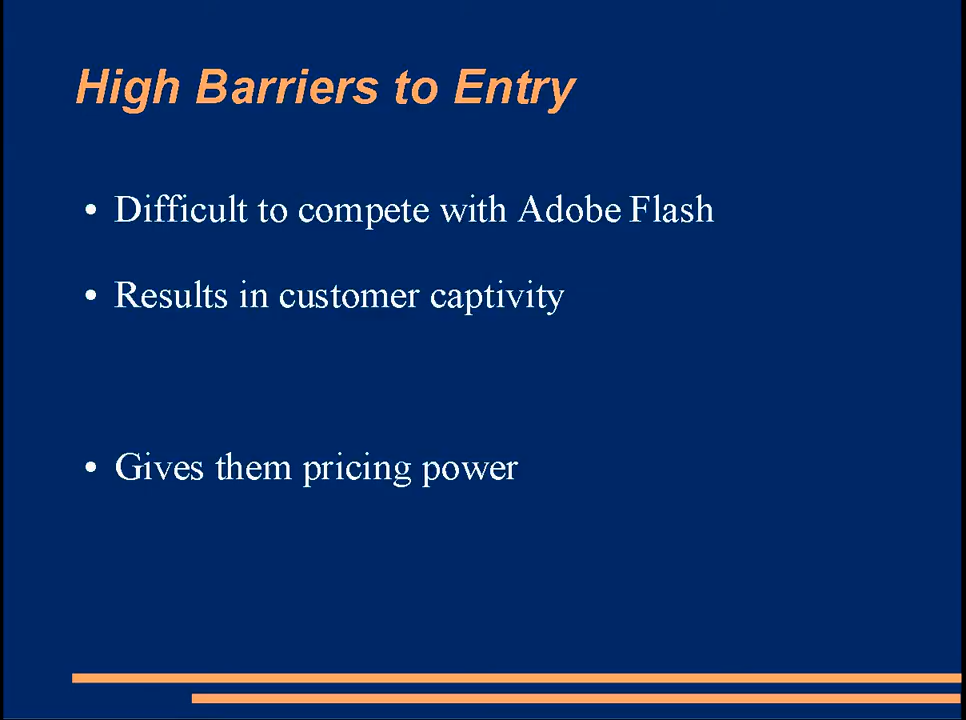 High Barriers to Entry
• Difficult to compete with Adobe Flash
• Results in customer captivity
• Gives them pricing power